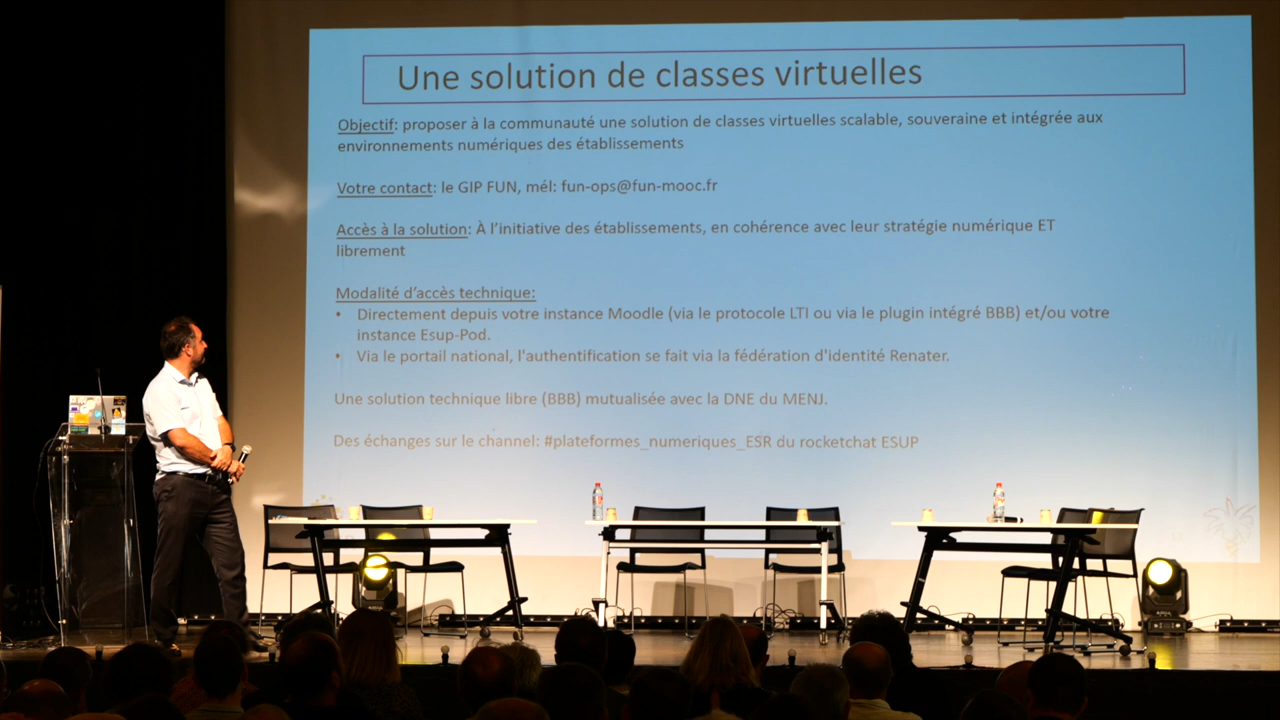 Une solution de classes virtuelles
Objectif: proposer à la communauté une solution de classes virtuelles scalable, souveraine et intégrée aux
environnements numériques des établissements
Votre contact: le GIP FUN, mél: fun-ops@fun-mooc.fr
Accès à la solution: À l'initiative des établissements, en cohérence avec leur stratégie numérique ET
librement
Modalité d'accès technique:
• Directement depuis votre instance Moodle (via le protocole LTI ou via le plugin intégré BBB) et/ou votre
instance Esup-Pod.
• Via le portail national, l'authentification se fait via la fédération d'identité Renater.
Une solution technique libre (BBB) mutualisée avec la DNE du MENJ.
Des échanges sur le channel: #plateformes_numeriques_ESR du rocketchat ESUP